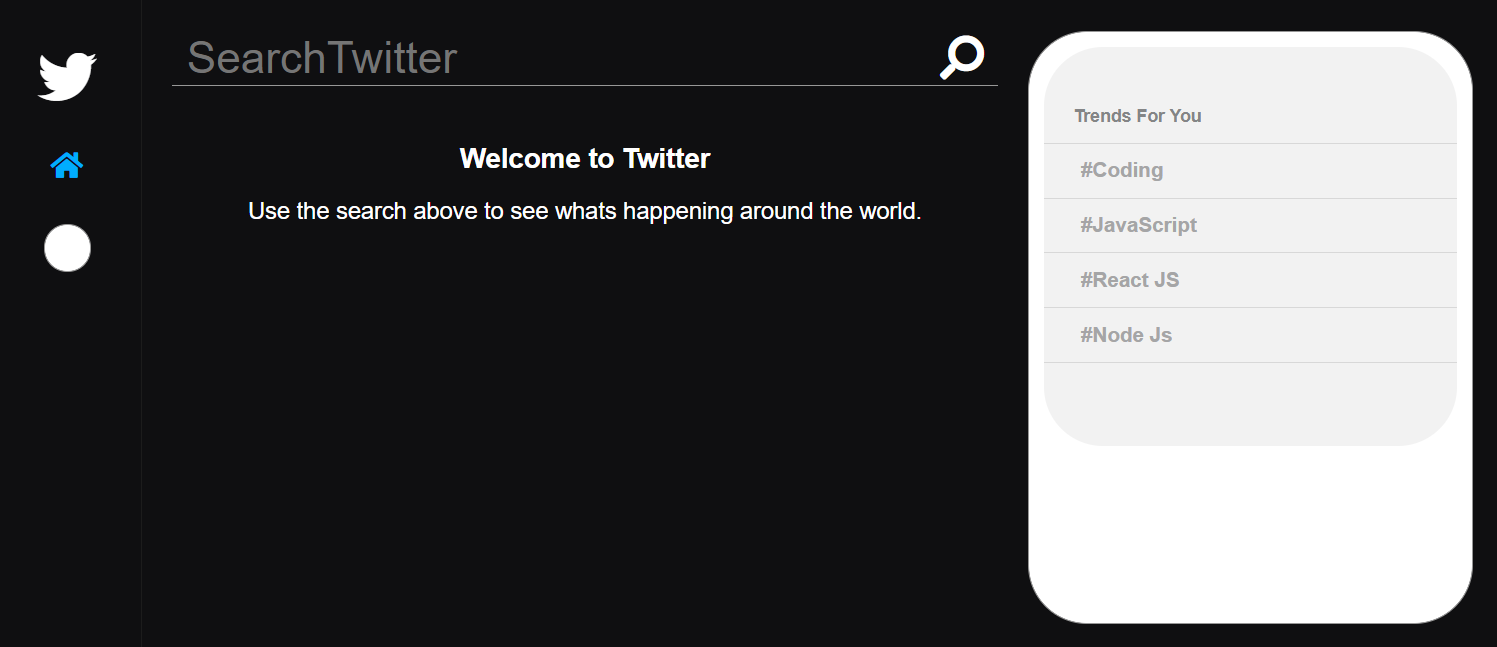 SearchTwitter
Welcome to Twitter
Use the search above to see whats happening around the world.
Trends For You
#Coding
#JavaScript
#React JS
#Node Js